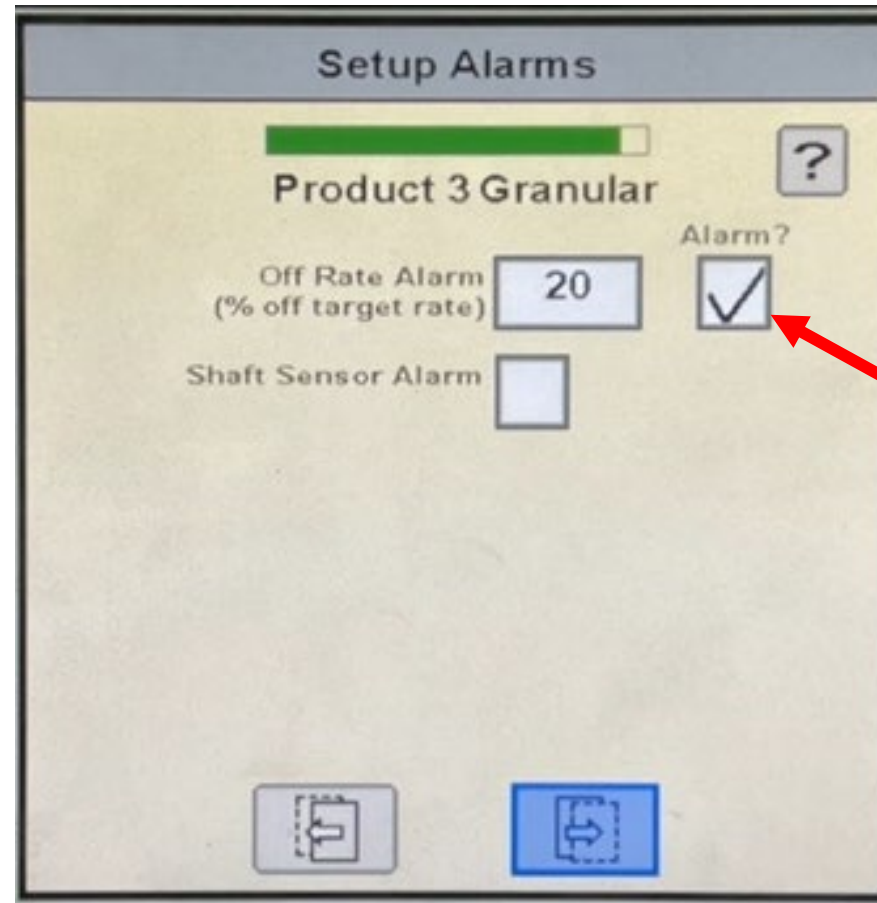 Setup Alarms
?
Product 3 Granular
Alarm?
Off Rate Alarm
(% off target rate)
20
Shaft Sensor Alarm